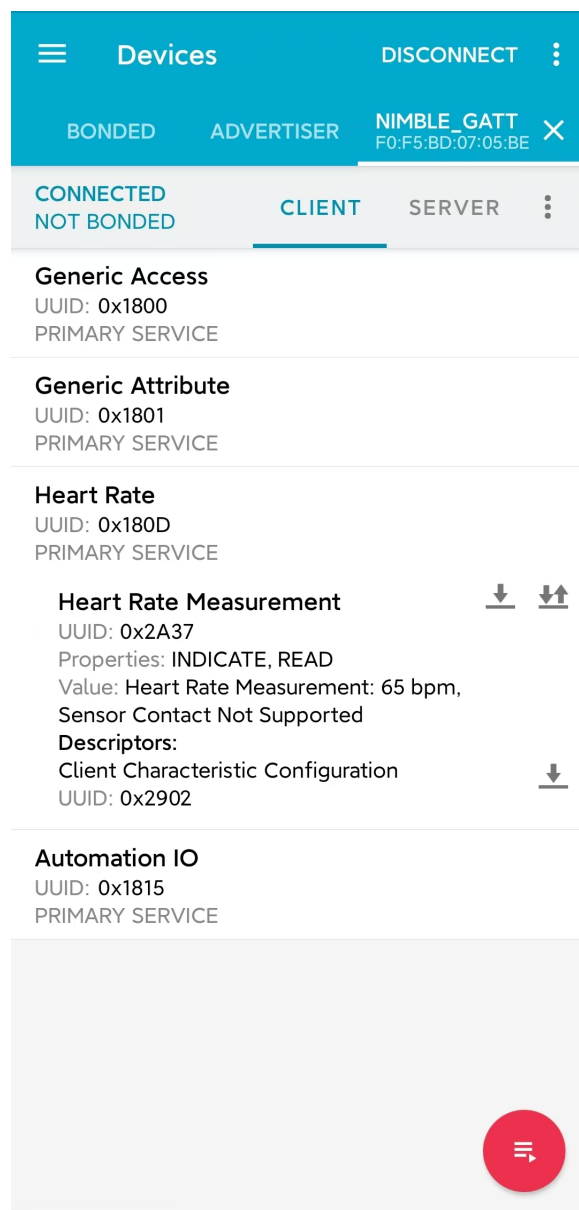 Devices
DISCONNECT
BONDED
ADVERTISER
NIMBLE_GATT
F0:F5:BD:07:05:BE
CONNECTED
NOT BONDED
CLIENT
SERVER
Generic Access
UUID: 0x1800
PRIMARY SERVICE
Generic Attribute
UUID: 0x1801
PRIMARY SERVICE
Heart Rate
UUID: 0x180D
PRIMARY SERVICE
Heart Rate Measurement
UUID: 0x2A37
Properties: INDICATE, READ
Value: Heart Rate Measurement: 65 bpm,
Sensor Contact Not Supported
Descriptors:
Client Characteristic Configuration
UUID: 0x2902
Automation IO
UUID: 0x1815
PRIMARY SERVICE